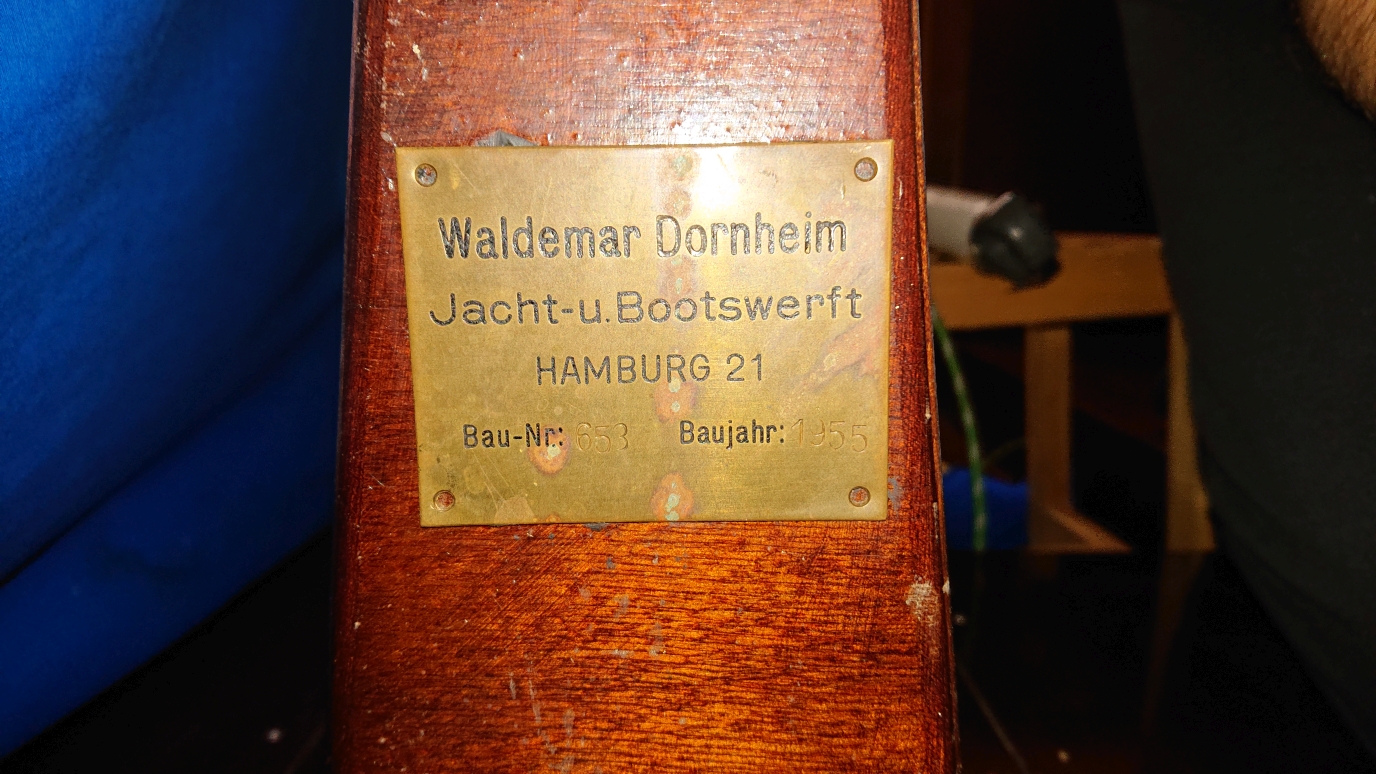 Waldemar Dornheim
Jacht-u. Bootswerft
HAMBURG 21
Bau-Nr: 653 Baujahr: 1955